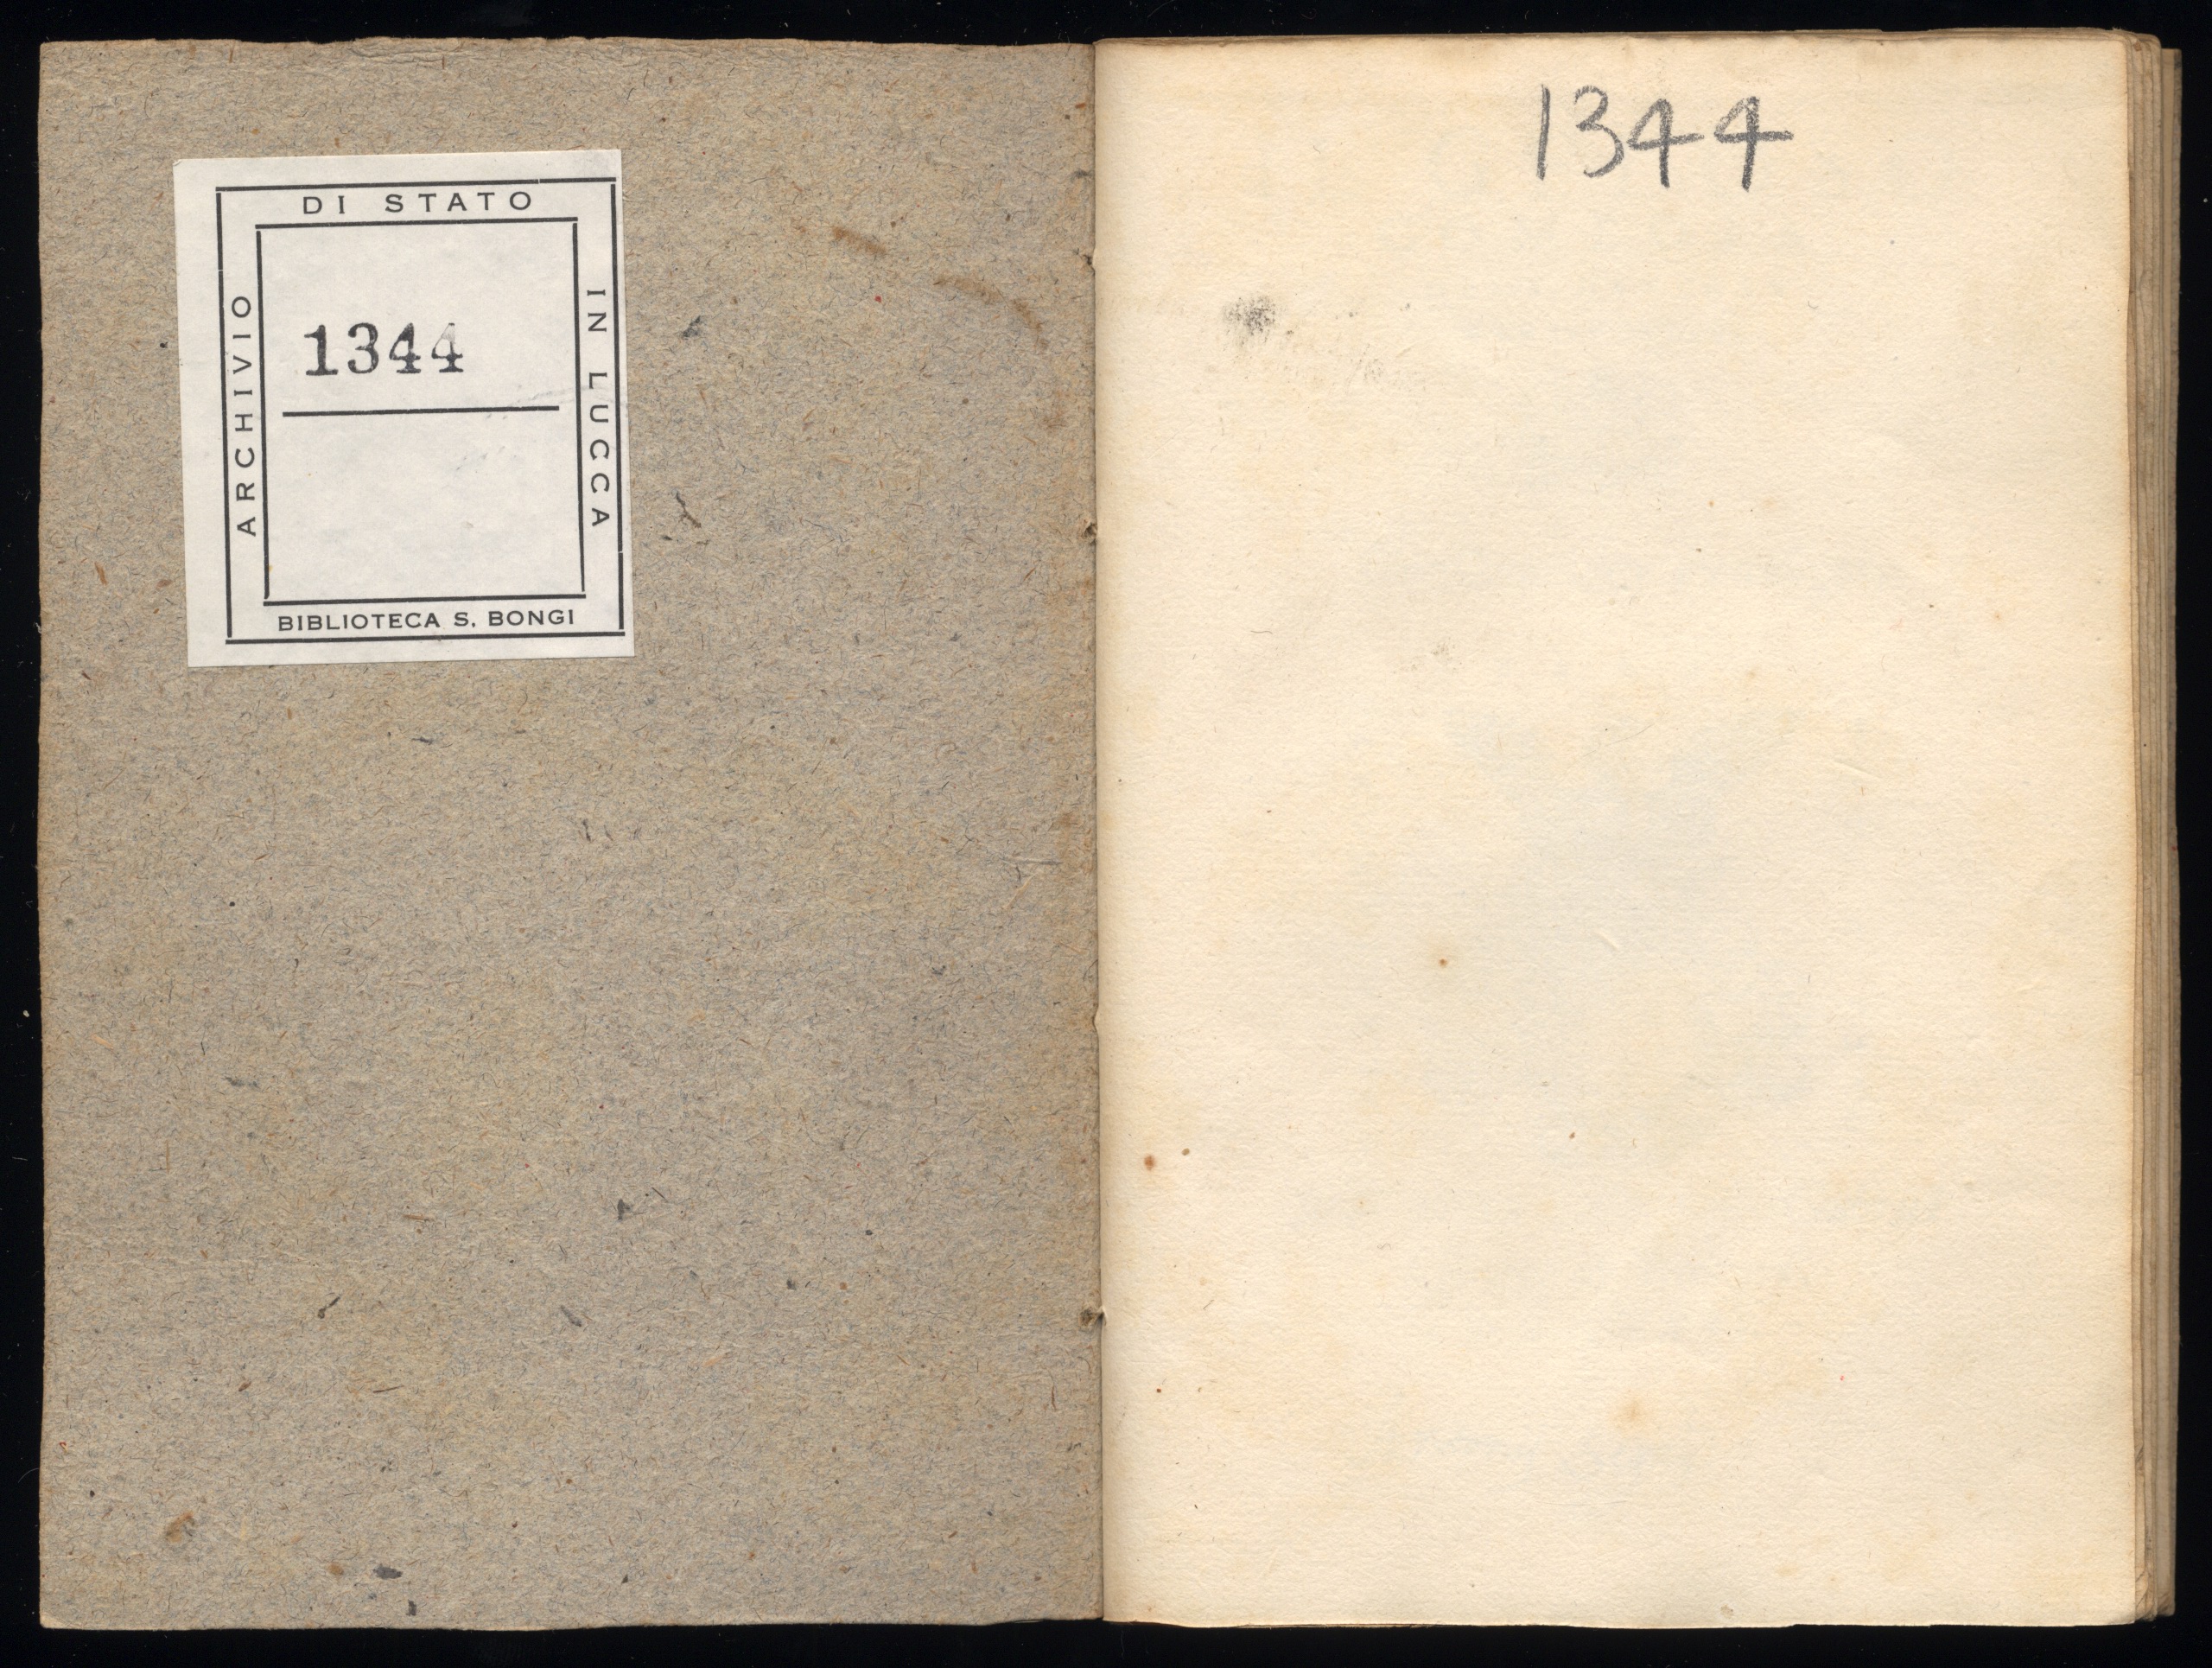 ARCHIVIO
DI STATO
IN LUCCA
1344
BIBLIOTECA S. BONGI
1344